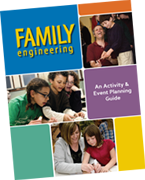 FAMILY
engineering
An Activity &
Event Planning
Guide